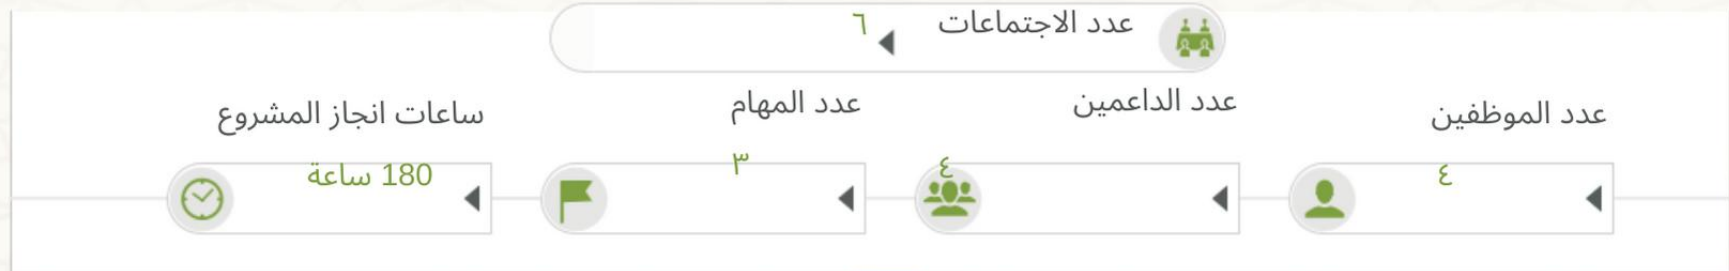 عدد الاجتماعات
٦
عدد الموظفين
٤
عدد الداعمين
٤
عدد المهام
٣
ساعات انجاز المشروع
180 ساعة